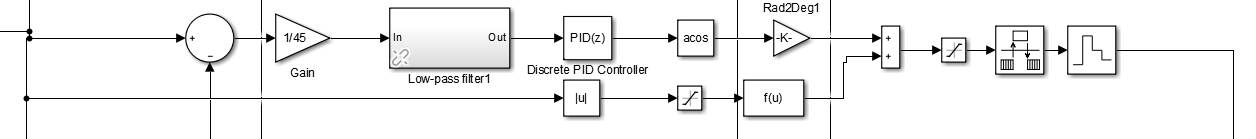 Rad2Deg1
+
−
1/45
Gain
In
Out
Low-pass filter1
PID(z)
Discrete PID Controller
acos
-K-
+
+
|u|
f(u)